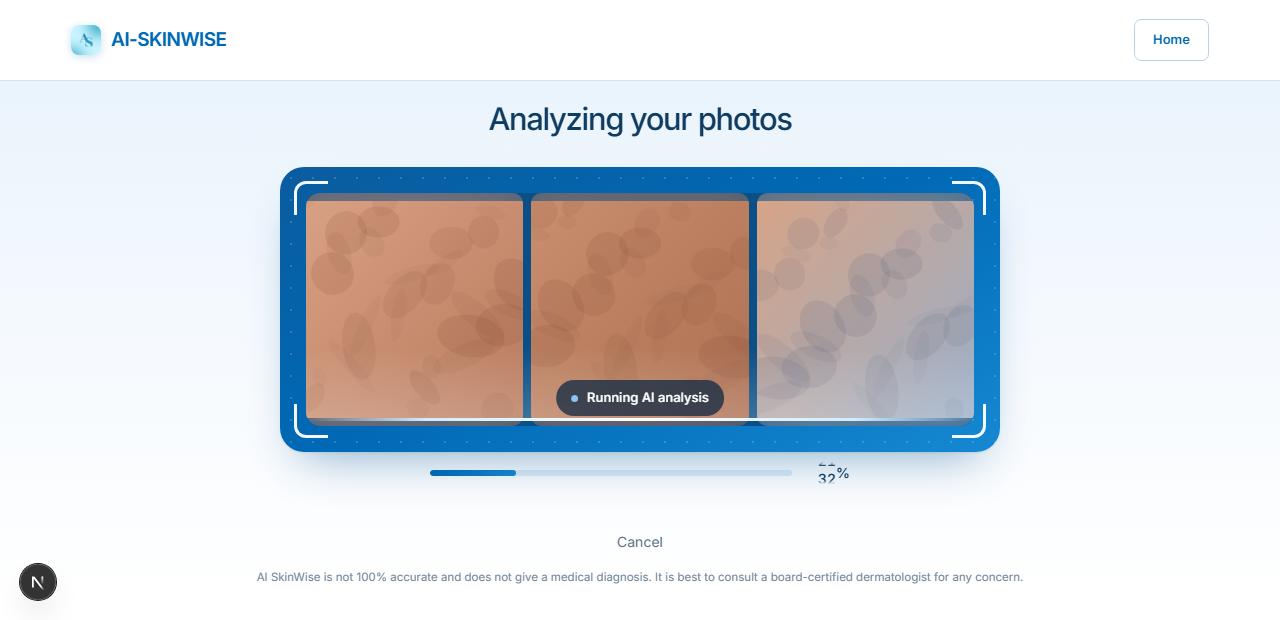 AI-SKINWISE
Home
Analyzing your photos
Running AI analysis
32%
Cancel
AI SkinWise is not 100% accurate and does not give a medical diagnosis. It is best to consult a board-certified dermatologist for any concern.
N